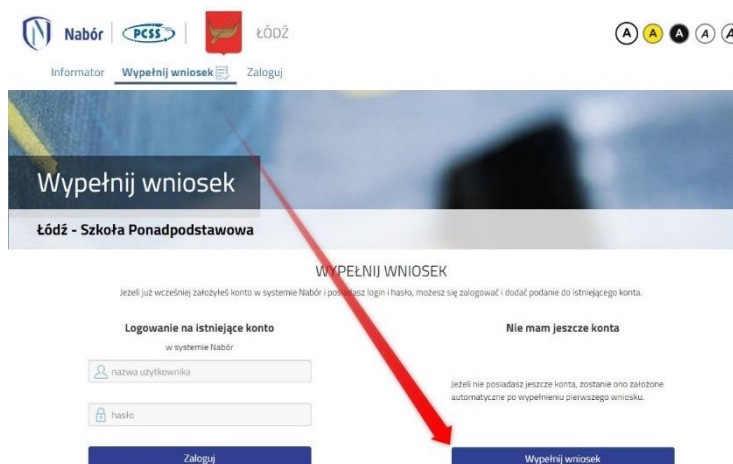 Nabór PCSS ŁÓDŹ
A A A A A
Informator Wypełnij wniosek Zaloguj
Wypełnij wniosek
Łódź - Szkoła Ponadpodstawowa
WYPEŁNIJ WNIOSEK
Jeżeli już wcześniej założyłeś konto w systemie Nabór i posiadasz login i hasło, możesz się zalogować i dodać podanie do istniejącego konta.
Logowanie na istniejące konto
w systemie Nabór
nazwa użytkownika
hasło
Zaloguj
Nie mam jeszcze konta
Jeżeli nie posiadasz jeszcze konta, zostanie ono założone
automatyczne po wypełnieniu pierwszego wniosku.
Wypełnij wniosek